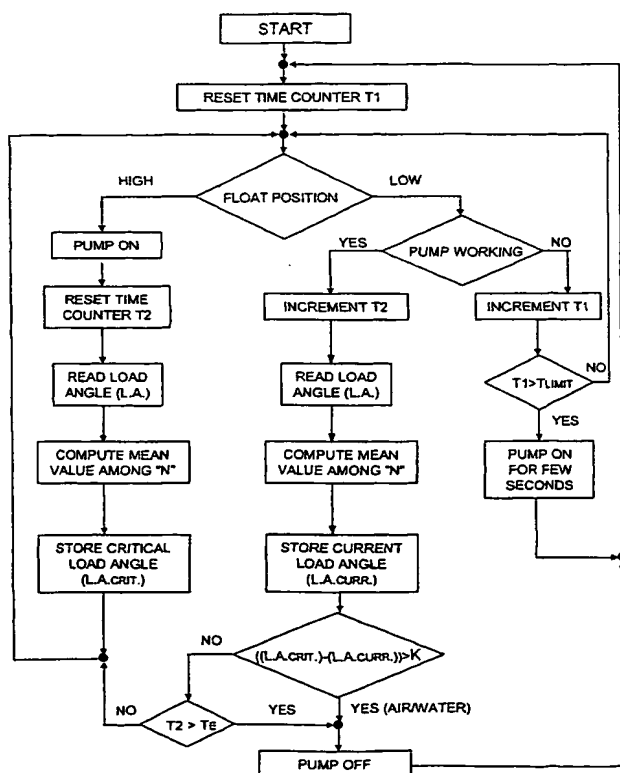 START
RESET TIME COUNTER T1
FLOAT POSITION
HIGH
LOW
PUMP ON
PUMP WORKING
YES
NO
RESET TIME
COUNTER T2
INCREMENT T2
INCREMENT T1
READ LOAD
ANGLE (L.A.)
READ LOAD
ANGLE (L.A.)
T1>TLIMIT
NO
YES
COMPUTE MEAN
VALUE AMONG "N"
COMPUTE MEAN
VALUE AMONG "N"
PUMP ON
FOR FEW
SECONDS
STORE CRITICAL
LOAD ANGLE
(L.A.CRIT.)
STORE CURRENT
LOAD ANGLE
(L.A.CURR.)
((L.A.CRIT.)-(L.A.CURR.))>K
NO
YES (AIR/WATER)
T2 > TE
NO
YES
PUMP OFF